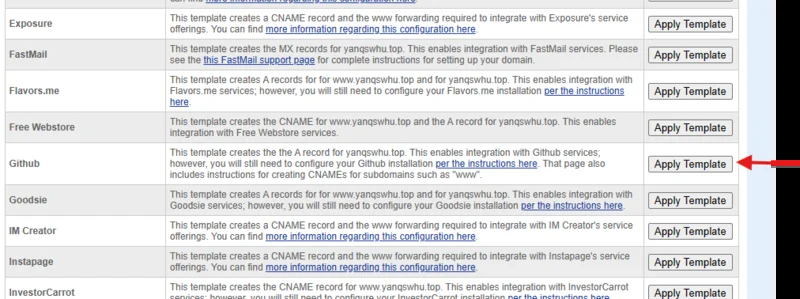 can find more information regarding this configuration here.
Exposure
This template creates a CNAME record and the www forwarding required to integrate with Exposure's service
offerings. You can find more information regarding this configuration here.
Apply Template
FastMail
This template creates the MX records for yanqswhu.top. This enables integration with FastMail services. Please
see the this FastMail support page for complete instructions for setting up your domain.
Apply Template
Flavors.me
This template creates A records for for www.yanqswhu.top and for yanqswhu.top. This enables integration with
Flavors.me services; however, you will still need to configure your Flavors.me installation per the instructions
here.
Apply Template
Free Webstore
This template creates the CNAME for www.yanqswhu.top and the A record for yanqswhu.top. This enables
integration with Free Webstore services.
Apply Template
Github
This template creates the the A record for yanqswhu.top. This enables integration with Github services;
however, you will still need to configure your Github installation per the instructions here. That page also
includes instructions for creating CNAMEs for subdomains such as "www".
Apply Template
Goodsie
This template creates A records for for www.yanqswhu.top and for yanqswhu.top. This enables integration with
Goodsie services; however, you will still need to configure your Goodsie installation per the instructions here.
Apply Template
IM Creator
This template creates a CNAME record and the www forwarding required to integrate with IM Creator's service
offerings. You can find more information regarding this configuration here.
Apply Template
Instapage
This template creates a CNAME record and the www forwarding required to integrate with Instapage's service
offerings. You can find more information regarding this configuration here.
Apply Template
InvestorCarrot
This template creates the CNAME record for www.yanqswhu.top. This enables integration with InvestorCarrot
services; however, you will still need to configure your InvestorCarrot installation per the instructions here.
Apply Template